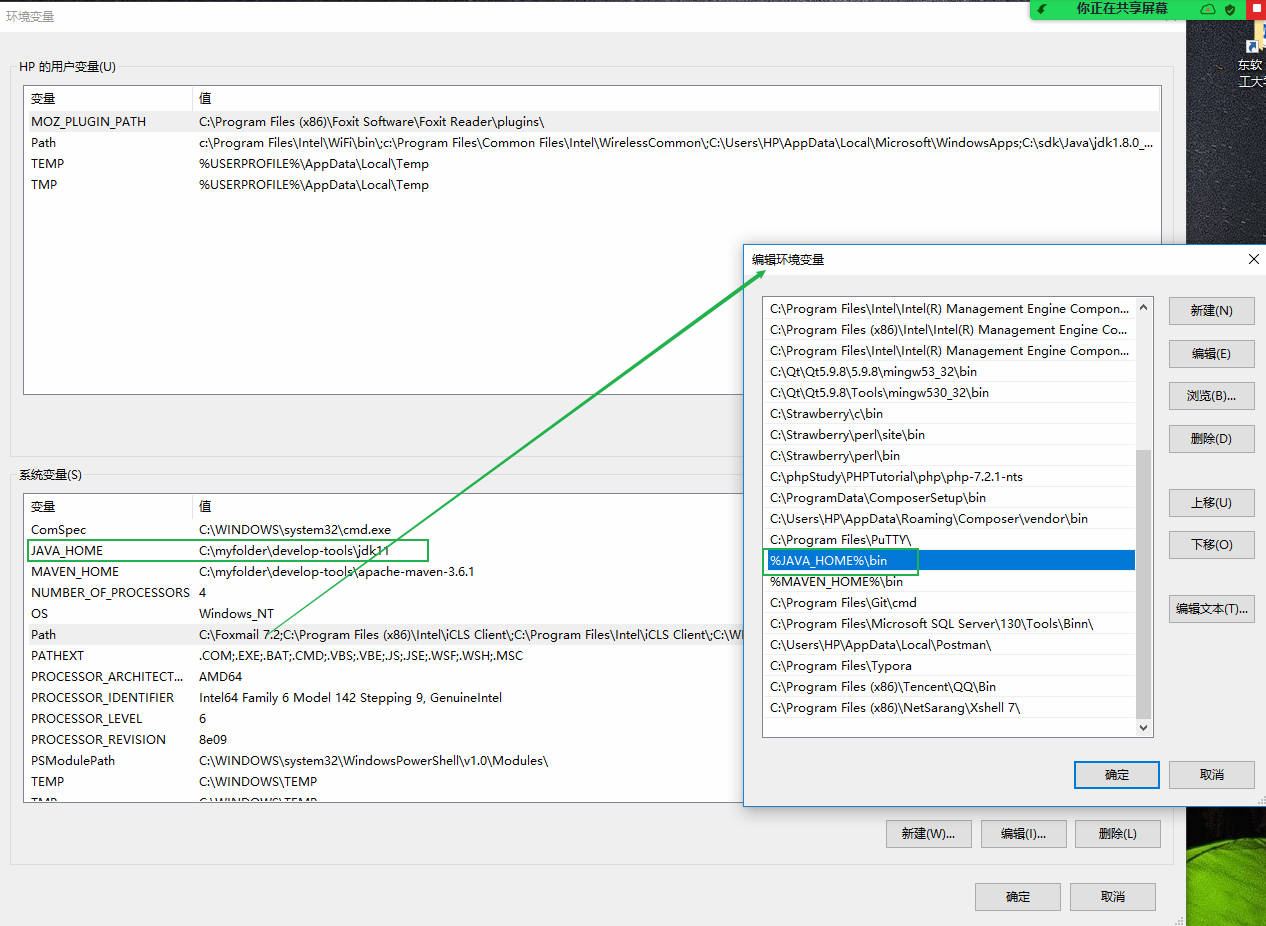 环境变量
你正在共享屏幕
东软
HP 的用户变量(U)
变量 值
MOZ_PLUGIN_PATH C:\Program Files (x86)\Foxit Software\Foxit Reader\plugins\
Path c:\Program Files\Intel\WiFi\bin\;c:\Program Files\Common Files\Intel\WirelessCommon\;C:\Users\HP\AppData\Local\Microsoft\WindowsApps;C:\sdk\Java\jdk1.8.0_...
TEMP %USERPROFILE%\AppData\Local\Temp
TMP %USERPROFILE%\AppData\Local\Temp
系统变量(S)
变量 值
ComSpec C:\WINDOWS\system32\cmd.exe
JAVA_HOME C:\myfolder\develop-tools\jdk11
MAVEN_HOME C:\myfolder\develop-tools\apache-maven-3.6.1
NUMBER_OF_PROCESSORS 4
OS Windows_NT
Path C:\Foxmail 7.2;C:\Program Files (x86)\Intel\iCLS Client\;C:\Program Files\Intel\iCLS Client\;C:\WI
PATHEXT .COM;.EXE;.BAT;.CMD;.VBS;.VBE;.JS;.JSE;.WSF;.WSH;.MSC
PROCESSOR_ARCHITECT... AMD64
PROCESSOR_IDENTIFIER Intel64 Family 6 Model 142 Stepping 9, GenuineIntel
PROCESSOR_LEVEL 6
PROCESSOR_REVISION 8e09
PSModulePath C:\WINDOWS\system32\WindowsPowerShell\v1.0\Modules\
TEMP C:\WINDOWS\TEMP
TMP C:\WINDOWS\TEMP
新建(W)... 编辑(I)... 删除(L)
确定 取消
编辑环境变量
C:\Program Files\Intel\Intel(R) Management Engine Compon...
C:\Program Files (x86)\Intel\Intel(R) Management Engine Co...
C:\Program Files\Intel\Intel(R) Management Engine Compon...
C:\Qt\Qt5.9.8\5.9.8\mingw53_32\bin
C:\Qt\Qt5.9.8\Tools\mingw530_32\bin
C:\Strawberry\c\bin
C:\Strawberry\perl\site\bin
C:\Strawberry\perl\bin
C:\phpStudy\PHPTutorial\php\php-7.2.1-nts
C:\ProgramData\ComposerSetup\bin
C:\Users\HP\AppData\Roaming\Composer\vendor\bin
C:\Program Files\PuTTY\
%JAVA_HOME%\bin
%MAVEN_HOME%\bin
C:\Program Files\Git\cmd
C:\Program Files\Microsoft SQL Server\130\Tools\Binn\
C:\Users\HP\AppData\Local\Postman\
C:\Program Files\Typora
C:\Program Files (x86)\Tencent\QQ\Bin
C:\Program Files (x86)\NetSarang\Xshell 7\
新建(N)
编辑(E)
浏览(B)...
删除(D)
上移(U)
下移(O)
编辑文本(T)...
确定 取消